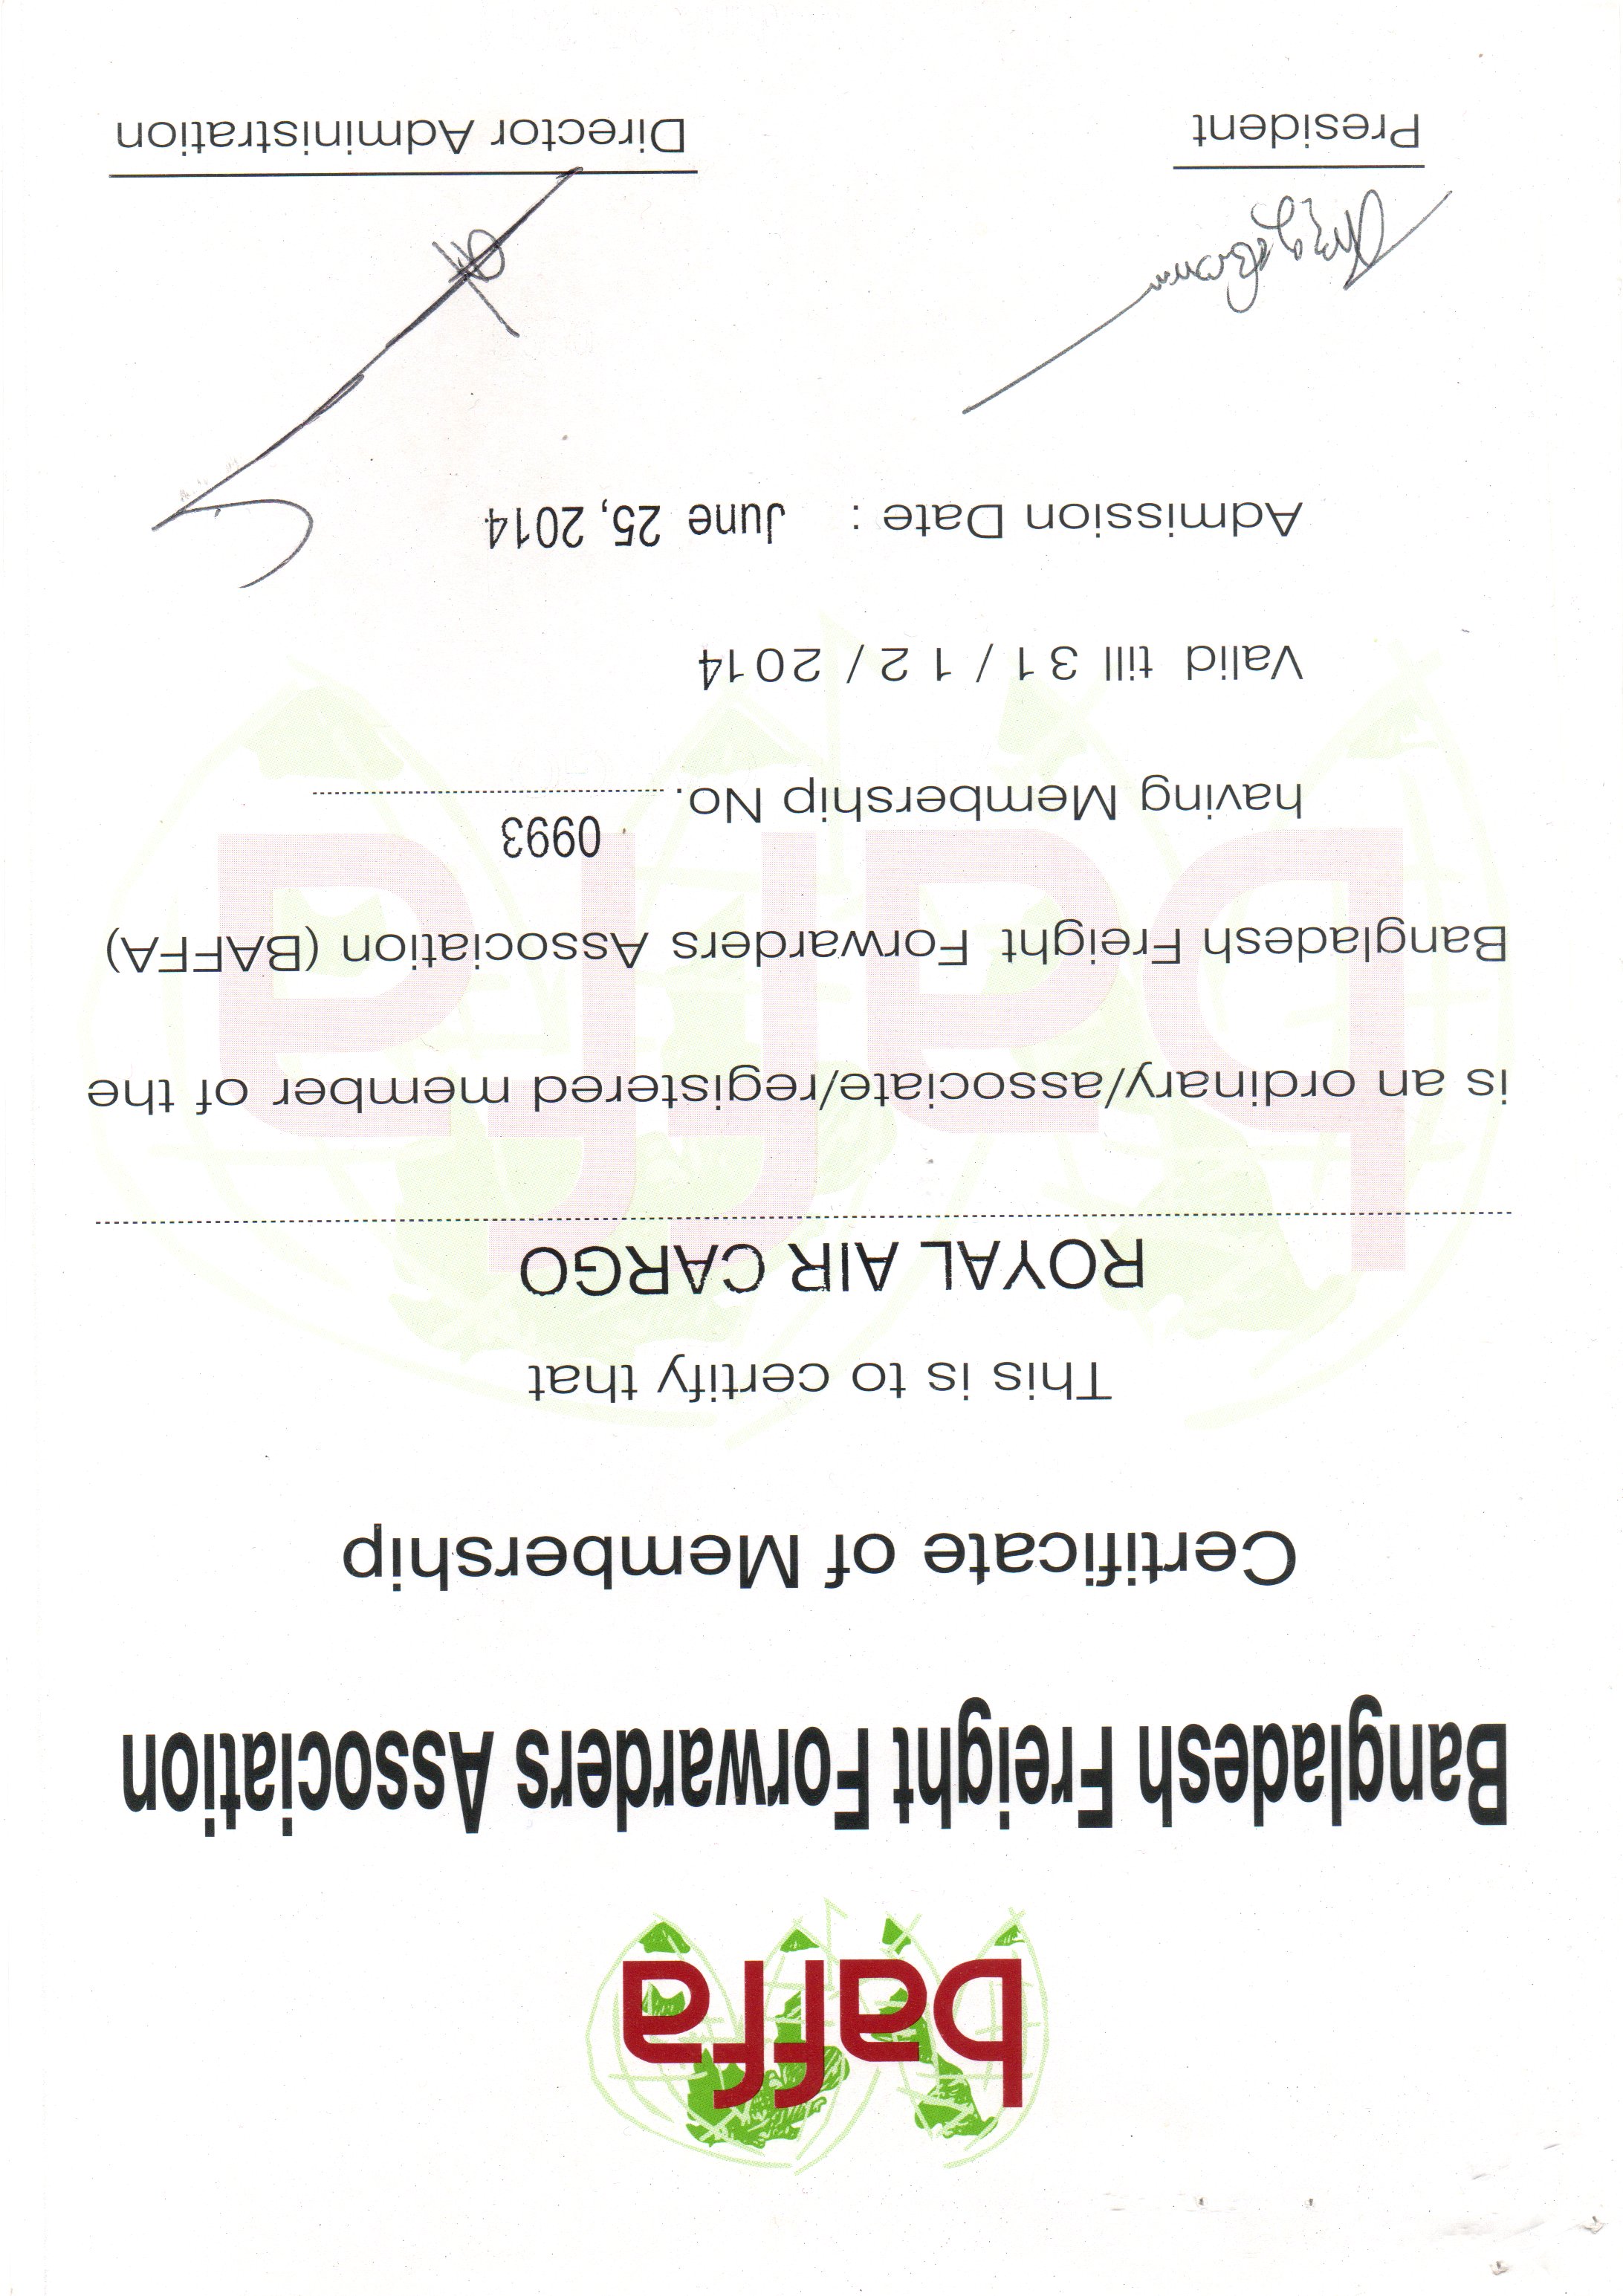 baffa
Bangladesh Freight Forwarders Association
Certificate of Membership
This is to certify that
ROYAL AIR CARGO
is an ordinary/associate/registered member of the
Bangladesh Freight Forwarders Association (BAFFA)
having Membership No. 0993
Valid till 31/12/2014
Admission Date : June 25, 2014
President
Director Administration